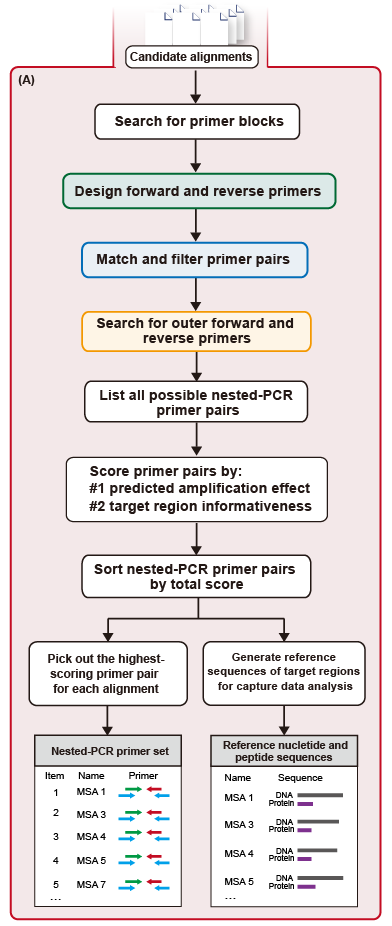 Candidate alignments
(A)
Search for primer blocks
Design forward and reverse primers
Match and filter primer pairs
Search for outer forward and
reverse primers
List all possible nested-PCR
primer pairs
Score primer pairs by:
#1 predicted amplification effect
#2 target region informativeness
Sort nested-PCR primer pairs
by total score
Pick out the highest-
scoring primer pair
for each alignment
Generate reference
sequences of target regions
for capture data analysis
Nested-PCR primer set
Item Name Primer
1 MSA 1
2 MSA 3
3 MSA 4
4 MSA 5
5 MSA 7
...
Reference nucletide and
peptide sequences
Name Sequence
MSA 1 DNA
Protein
MSA 3 DNA
Protein
MSA 4 DNA
Protein
MSA 5 DNA
Protein
...